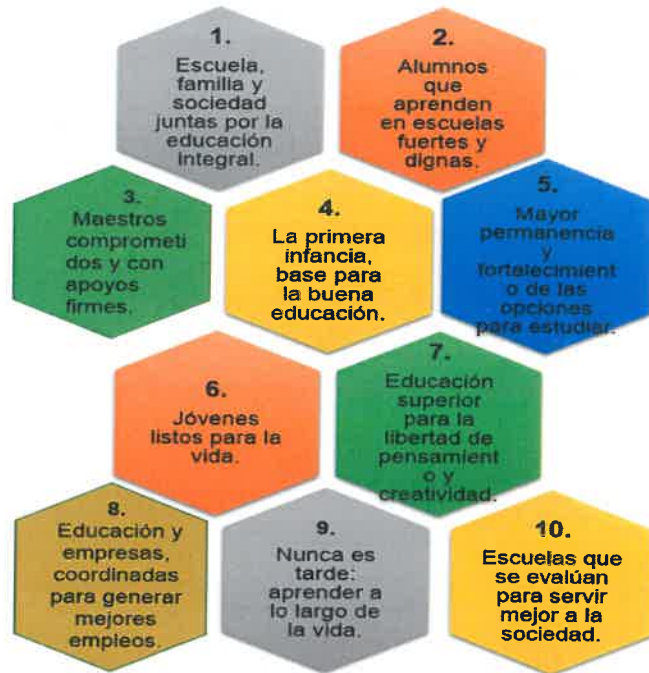 1.
Escuela,
familia y
sociedad
juntas por la
educación
integral.
2.
Alumnos
que
aprenden
en escuelas
fuertes y
dignas.
3.
Maestros
comprometi
dos y con
apoyos
firmes.
4.
La primera
infancia,
base para
la buena
educación.
5.
Mayor
permanencia
y
fortalecimient
o de las
opciones
para estudiar.
6.
Jóvenes
listos para la
vida.
7.
Educación
superior
para la
libertad de
pensamient
o y
creatividad.
8.
Educación y
empresas,
coordinadas
para generar
mejores
empleos.
9.
Nunca es
tarde:
aprender a
lo largo de
la vida.
10.
Escuelas que
se evalúan
para servir
mejor a la
sociedad.